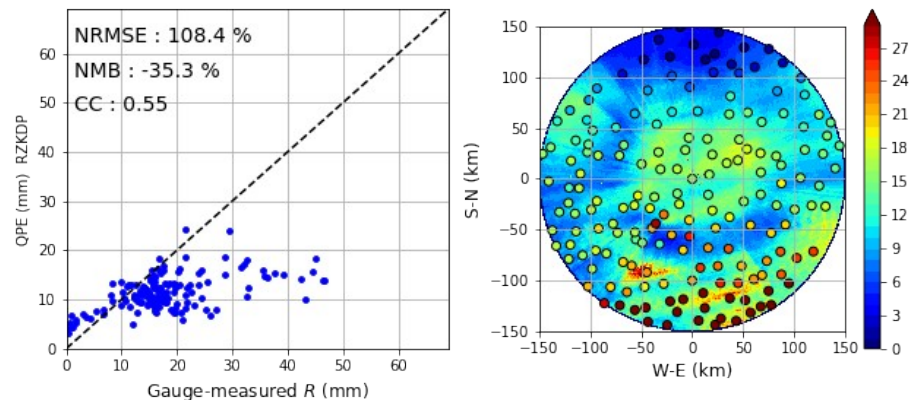 NRMSE : 108.4 %
NMB : -35.3 %
CC : 0.55
QPE (mm) RZKDP
60
50
40
30
20
10
0
0 10 20 30 40 50 60
Gauge-measured R (mm)
S-N (km)
150
100
50
0
−50
−100
−150
−150 −100 −50 0 50 100 150
W-E (km)
27
24
21
18
15
12
9
6
3
0